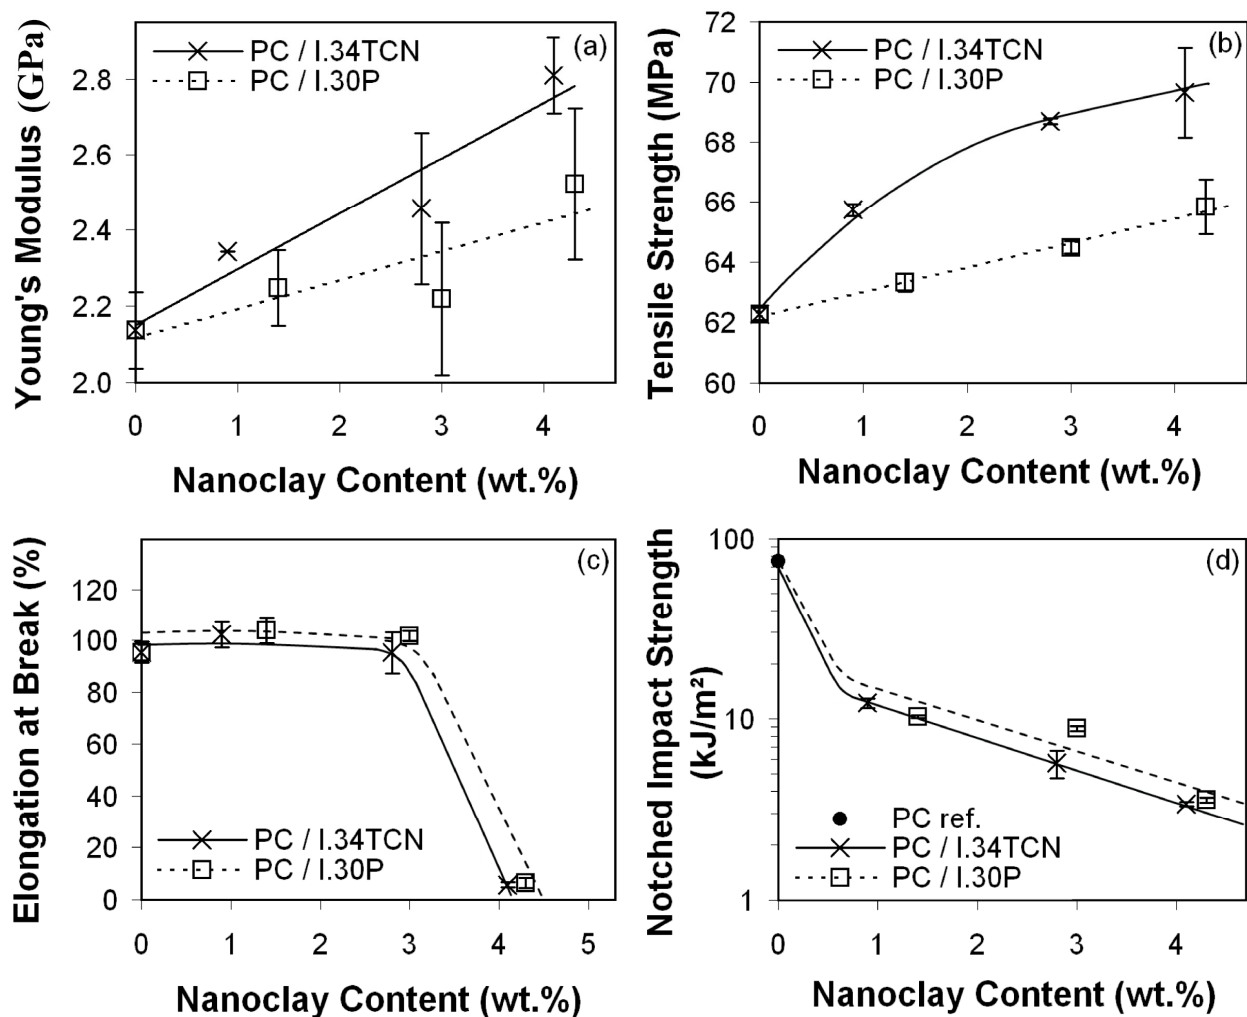 (a)
PC / I.34TCN
PC / I.30P
Young's Modulus (GPa)
2.8
2.6
2.4
2.2
2.0
0 1 2 3 4
Nanoclay Content (wt.%)
(b)
PC / I.34TCN
PC / I.30P
Tensile Strength (MPa)
72
70
68
66
64
62
60
0 1 2 3 4
Nanoclay Content (wt.%)
(c)
Elongation at Break (%)
120
100
80
60
40
20
0
PC / I.34TCN
PC / I.30P
0 1 2 3 4 5
Nanoclay Content (wt.%)
(d)
Notched Impact Strength
(kJ/m²)
100
10
1
PC ref.
PC / I.34TCN
PC / I.30P
0 1 2 3 4
Nanoclay Content (wt.%)